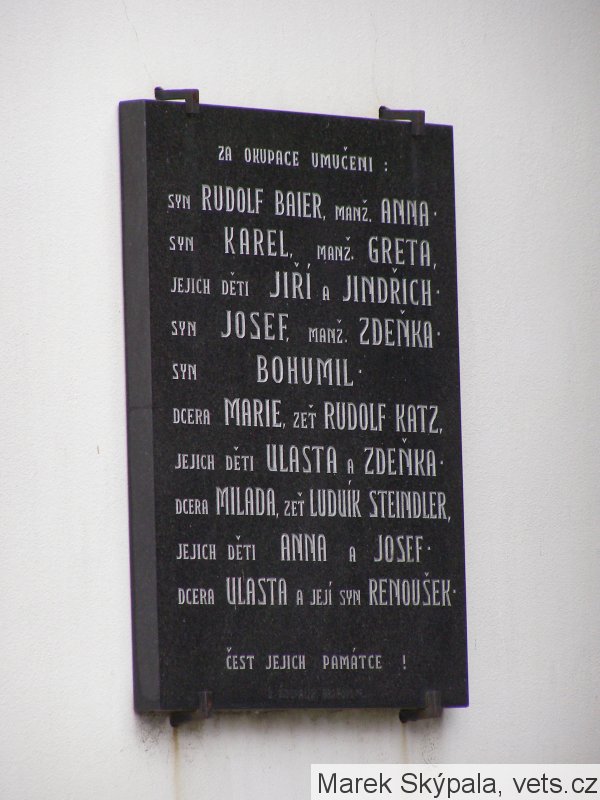 ZA OKUPACE UMUČENI :
SYN RUDOLF BAIER, MANŽ. ANNA·
SYN KAREL, MANŽ. GRETA,
JEJICH DĚTI JIŘÍ A JINDŘICH·
SYN JOSEF, MANŽ. ZDEŇKA·
SYN BOHUMIL·
DCERA MARIE, ZEŤ RUDOLF KATZ,
JEJICH DĚTI VLASTA A ZDEŇKA·
DCERA MILADA, ZEŤ LUDVÍK STEINDLER,
JEJICH DĚTI ANNA A JOSEF·
DCERA VLASTA A JEJÍ SYN RENOUŠEK·
ČEST JEJICH PAMÁTCE !
Marek Skýpala, vets.cz